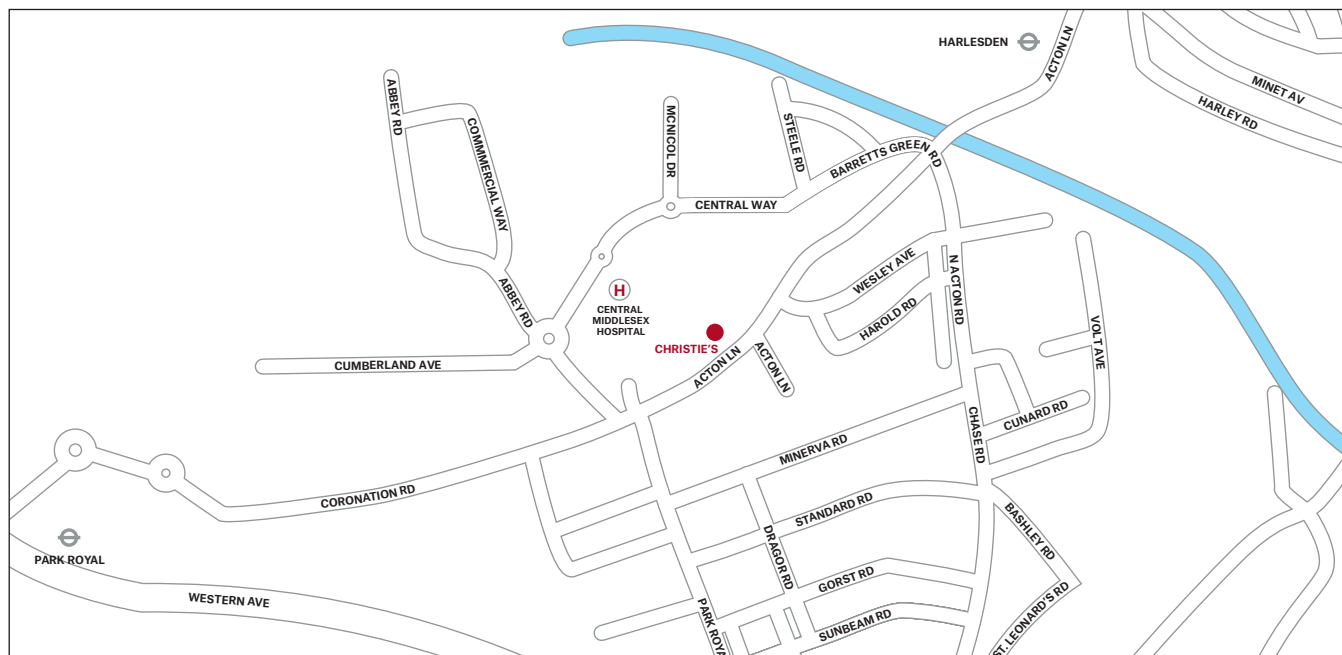 HARLESDEN
ACTON LN
MINET AV
HARLEY RD
ABBEY RD
COMMMERCIAL WAY
MCNICOL DR
STEELE RD
BARRETTS GREEN RD
CENTRAL WAY
WESLEY AVE
N ACTON RD
HAROLD RD
VOLT AVE
ABBEY RD
H
CENTRAL
MIDDLESEX
HOSPITAL
CHRISTIE'S
ACTON LN
ACTON LN
CUMBERLAND AVE
CUNARD RD
CHASE RD
MINERVA RD
CORONATION RD
STANDARD RD
BASHLEY RD
DRAGOR RD
PARK ROYAL
GORST RD
WESTERN AVE
PARK ROYA
SUNBEAM RD
ST. LEONARD'S RD